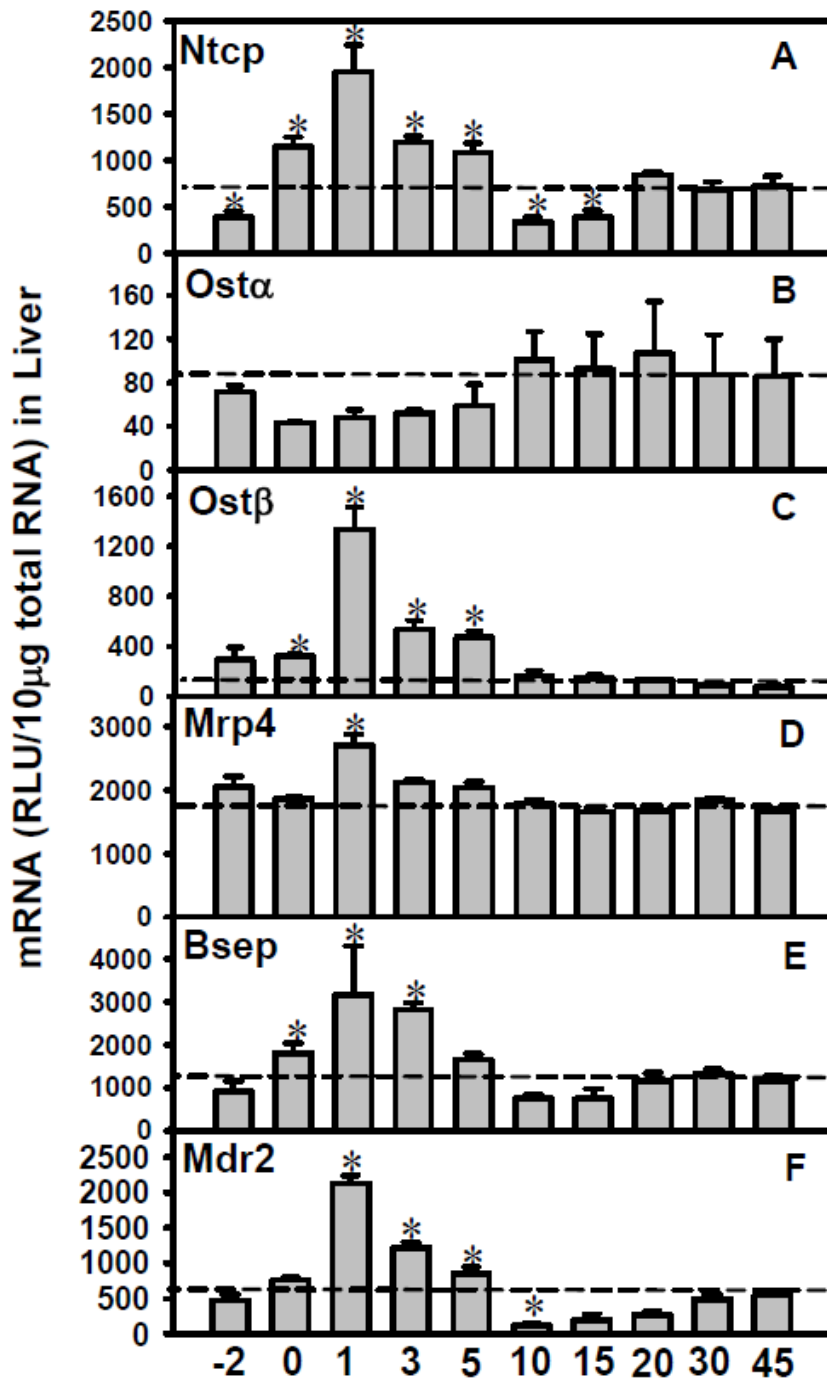 mRNA (RLU/10μg total RNA) in Liver
Ntcp A
2500
2000
1500
1000
500
0
* * * * * * * *
Ostα B
160
120
80
40
0
Ostβ C
1600
1200
800
400
0
* * * *
Mrp4 D
3000
2000
1000
0
*
Bsep E
4000
3000
2000
1000
0
* * *
Mdr2 F
2500
2000
1500
1000
500
0
* * * *
-2 0 1 3 5 10 15 20 30 45